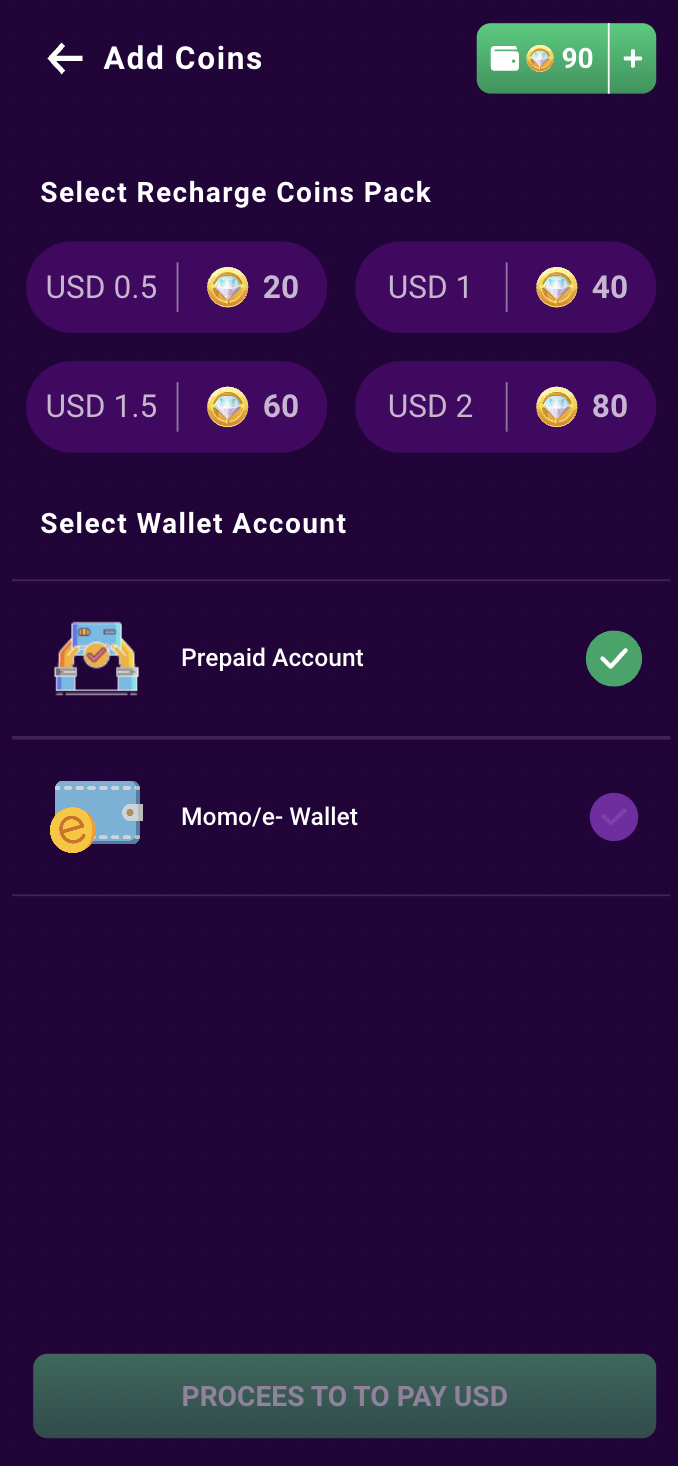 Add Coins
90 +
Select Recharge Coins Pack
USD 0.5 20
USD 1 40
USD 1.5 60
USD 2 80
Select Wallet Account
Prepaid Account
Momo/e- Wallet
PROCEES TO TO PAY USD